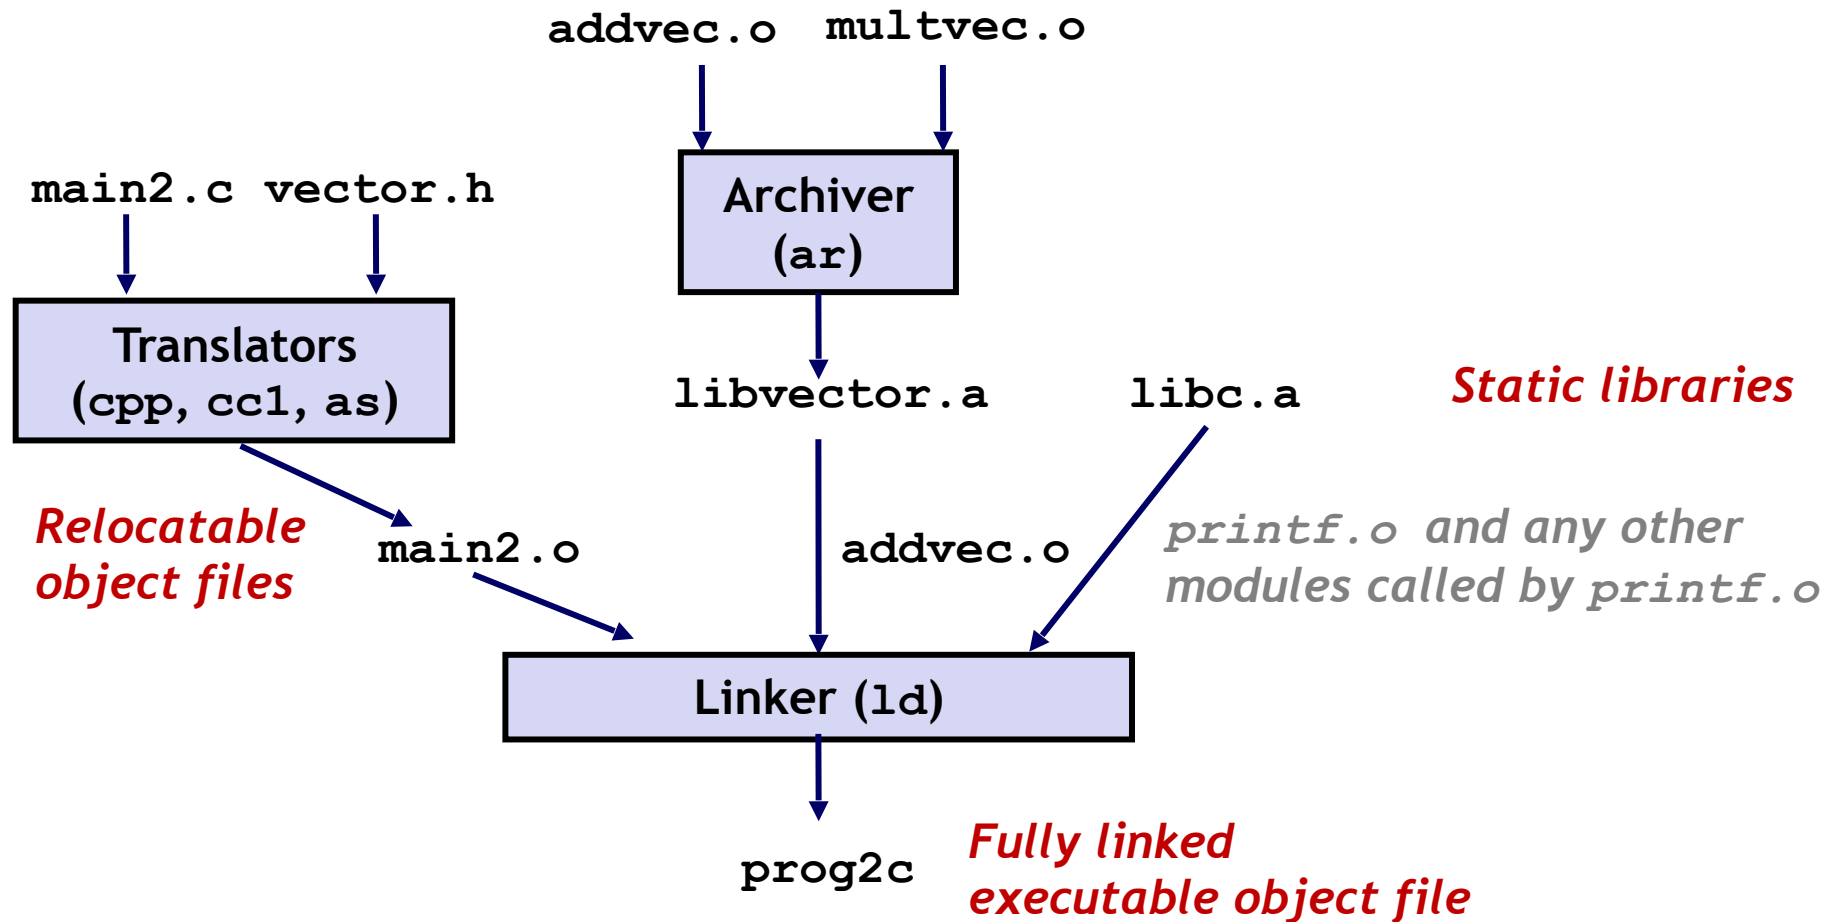 addvec.o multvec.o
main2.c vector.h
Archiver
(ar)
Translators
(cpp, cc1, as)
libvector.a
libc.a
Static libraries
Relocatable
object files
main2.o
addvec.o
printf.o and any other
modules called by printf.o
Linker (ld)
prog2c
Fully linked
executable object file